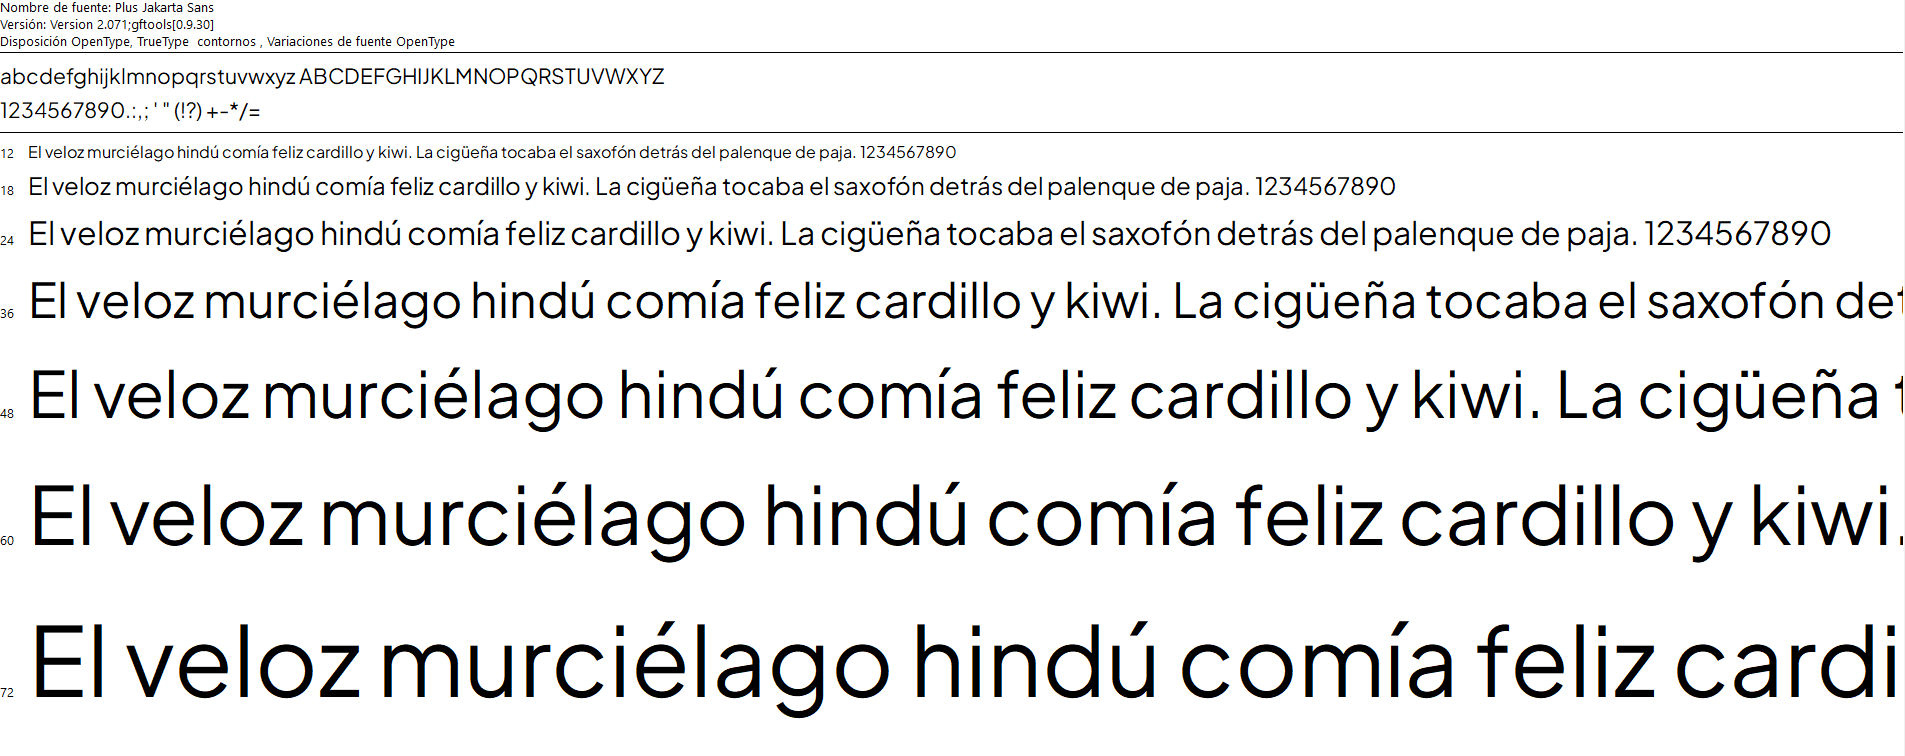 Nombre de fuente: Plus Jakarta Sans
Versión: Version 2.071;gftools[0.9.30]
Disposición OpenType, TrueType contornos , Variaciones de fuente OpenType
abcdefghijklmnopqrstuvwxyz ABCDEFGHIJKLMNOPQRSTUVWXYZ
1234567890.:,; ' " (!?) +-*/=
12 El veloz murciélago hindú comía feliz cardillo y kiwi. La cigüeña tocaba el saxofón detrás del palenque de paja. 1234567890
18 El veloz murciélago hindú comía feliz cardillo y kiwi. La cigüeña tocaba el saxofón detrás del palenque de paja. 1234567890
24 El veloz murciélago hindú comía feliz cardillo y kiwi. La cigüeña tocaba el saxofón detrás del palenque de paja. 1234567890
36 El veloz murciélago hindú comía feliz cardillo y kiwi. La cigüeña tocaba el saxofón det
48 El veloz murciélago hindú comía feliz cardillo y kiwi. La cigüeña t
60 El veloz murciélago hindú comía feliz cardillo y kiwi.
72 El veloz murciélago hindú comía feliz cardi